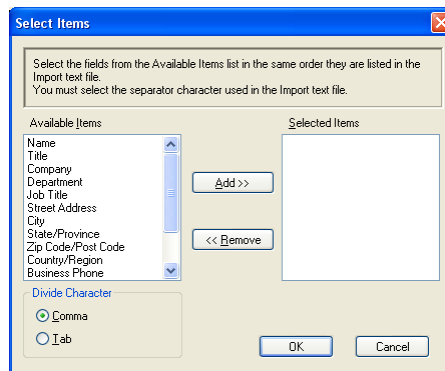 Select Items
Select the fields from the Available Items list in the same order they are listed in the
Import text file.
You must select the separator character used in the Import text file.
Available Items
Selected Items
Name
Title
Company
Department
Job Title
Street Address
City
State/Province
Zip Code/Post Code
Country/Region
Business Phone
Add >>
<< Remove
Divide Character
Comma
Tab
OK
Cancel